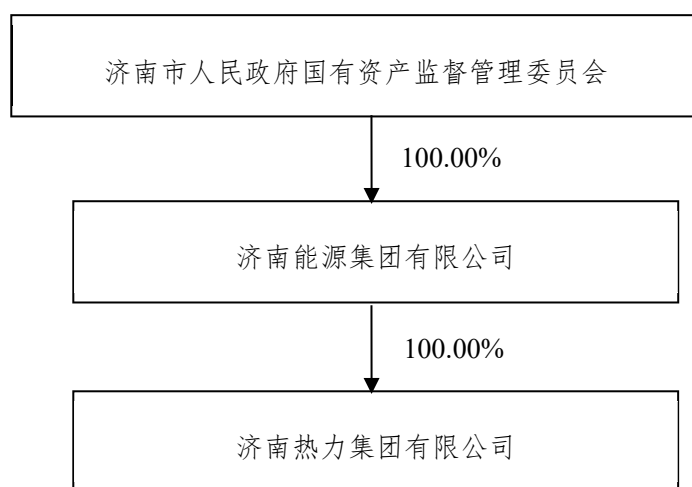 济南市人民政府国有资产监督管理委员会
100.00%
济南能源集团有限公司
100.00%
济南热力集团有限公司